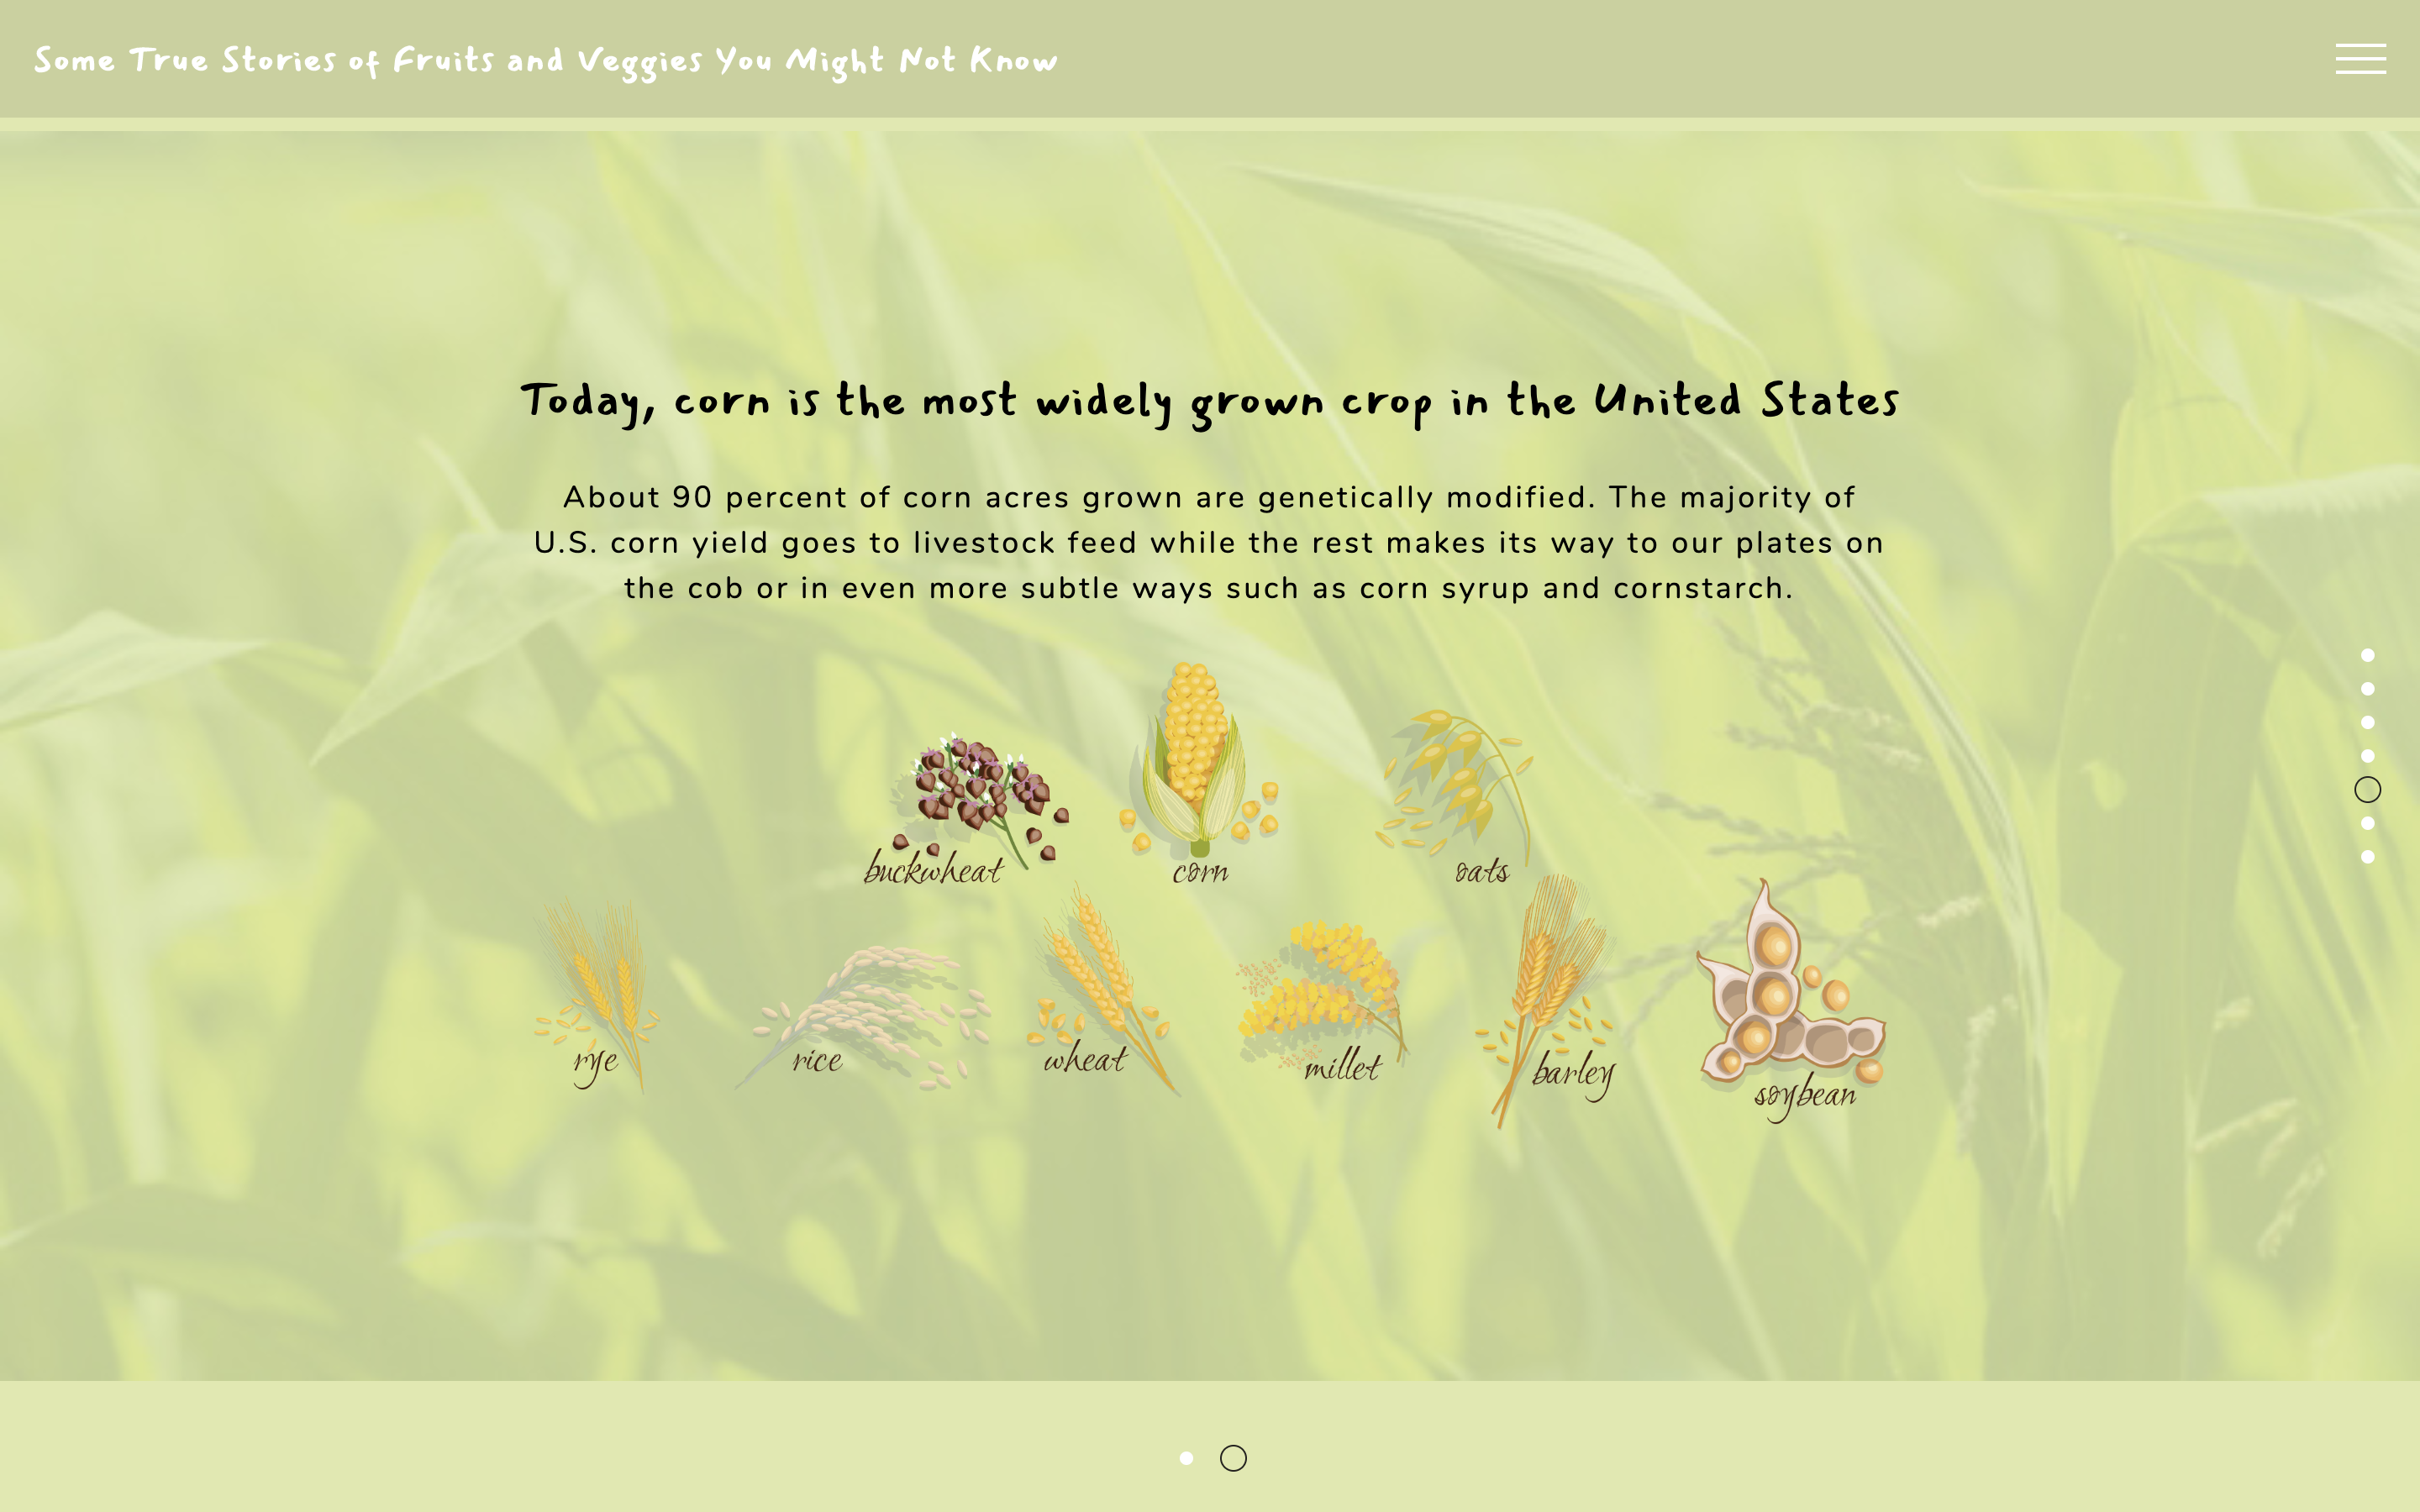 Some True Stories of Fruits and Veggies You Might Not Know
Today, corn is the most widely grown crop in the United States
About 90 percent of corn acres grown are genetically modified. The majority of
U.S. corn yield goes to livestock feed while the rest makes its way to our plates on
the cob or in even more subtle ways such as corn syrup and cornstarch.
buckwheat
corn
oats
rye
rice
wheat
millet
barley
soybean